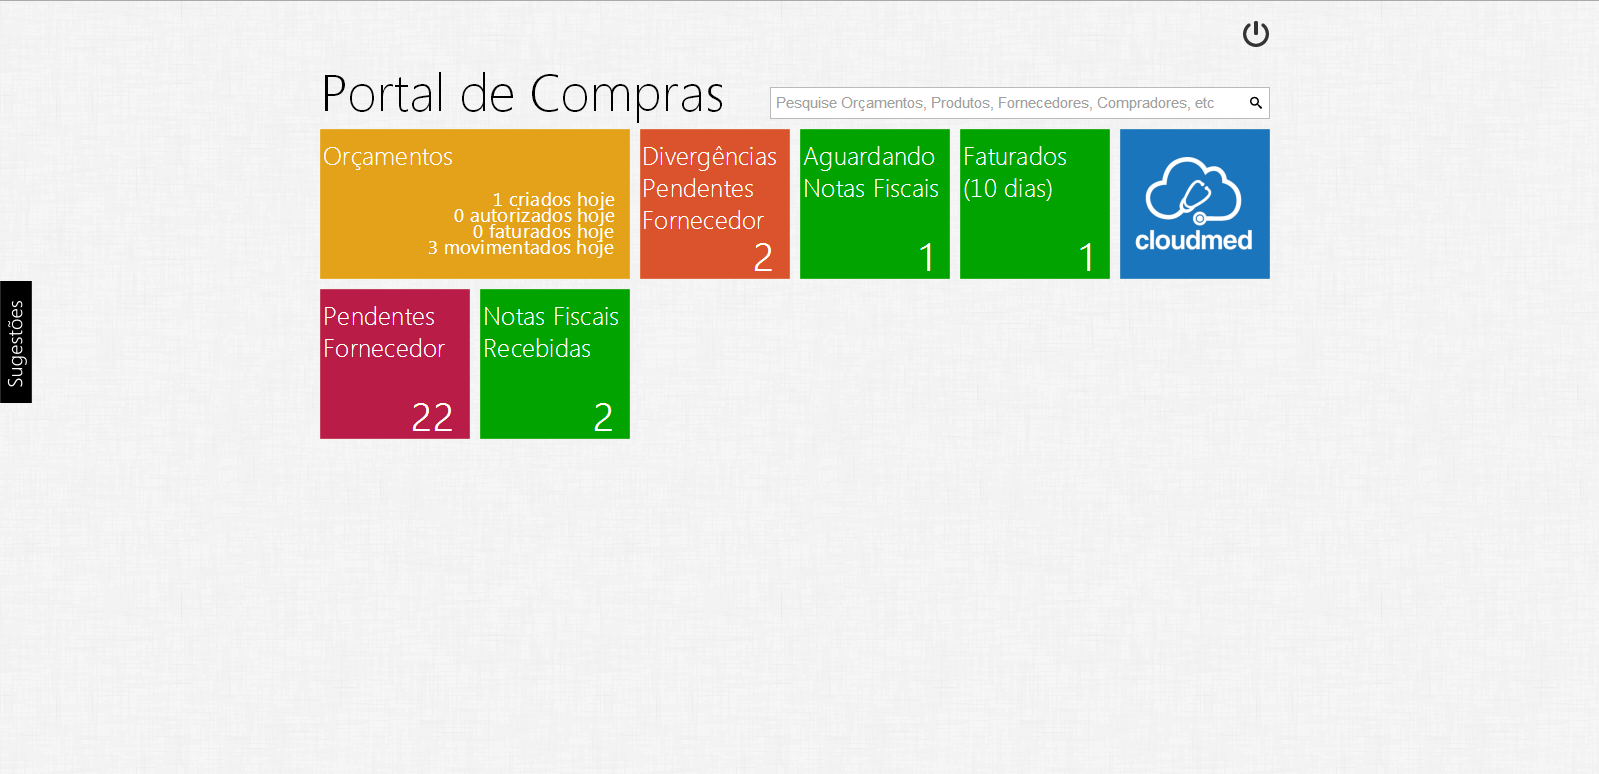 Portal de Compras
Pesquise Orçamentos, Produtos, Fornecedores, Compradores, etc
Orçamentos
1 criados hoje
0 autorizados hoje
0 faturados hoje
3 movimentados hoje
Divergências
Pendentes
Fornecedor
2
Aguardando
Notas Fiscais
1
Faturados
(10 dias)
1
cloudmed
Sugestões
Pendentes
Fornecedor
22
Notas Fiscais
Recebidas
2